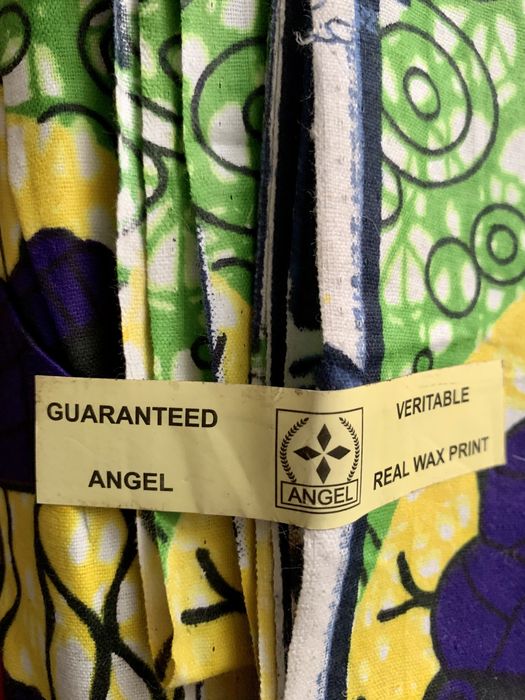 GUARANTEED
ANGEL
ANGEL
VERITABLE
REAL WAX PRINT